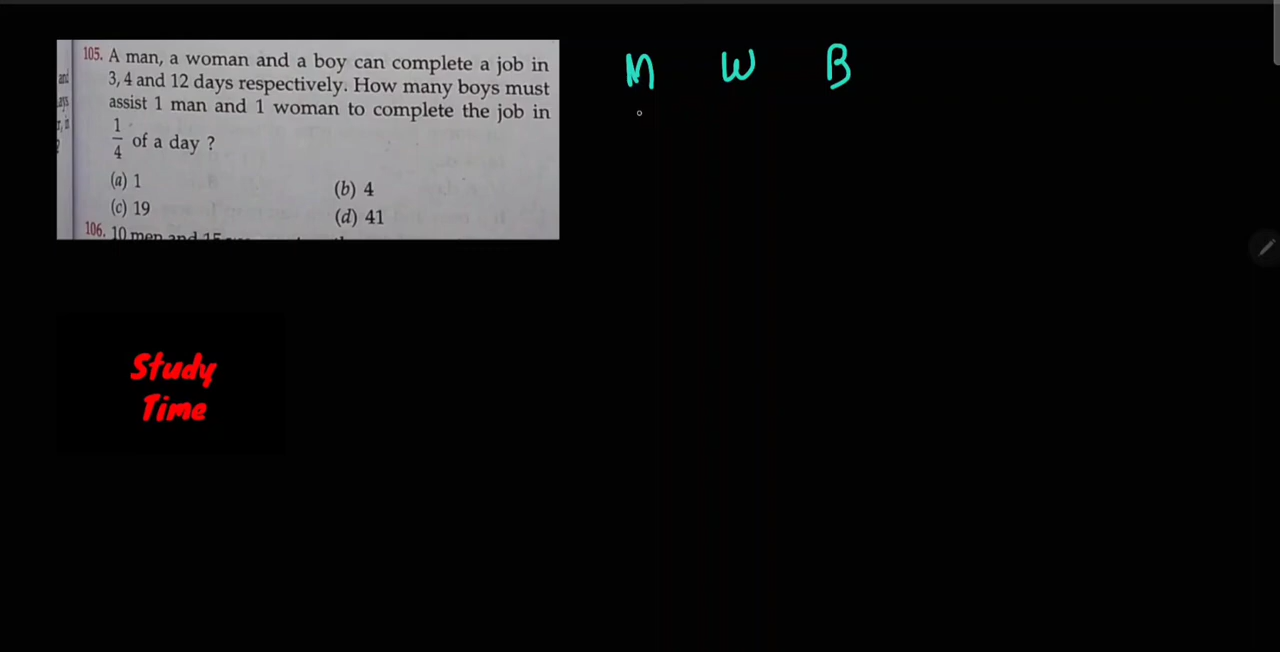 105. A man, a woman and a boy can complete a job in
3, 4 and 12 days respectively. How many boys must
assist 1 man and 1 woman to complete the job in
1/4 of a day ?
(a) 1 (b) 4
(c) 19 (d) 41
106. 10 men and 15
and
ays
M W B
Study
Time